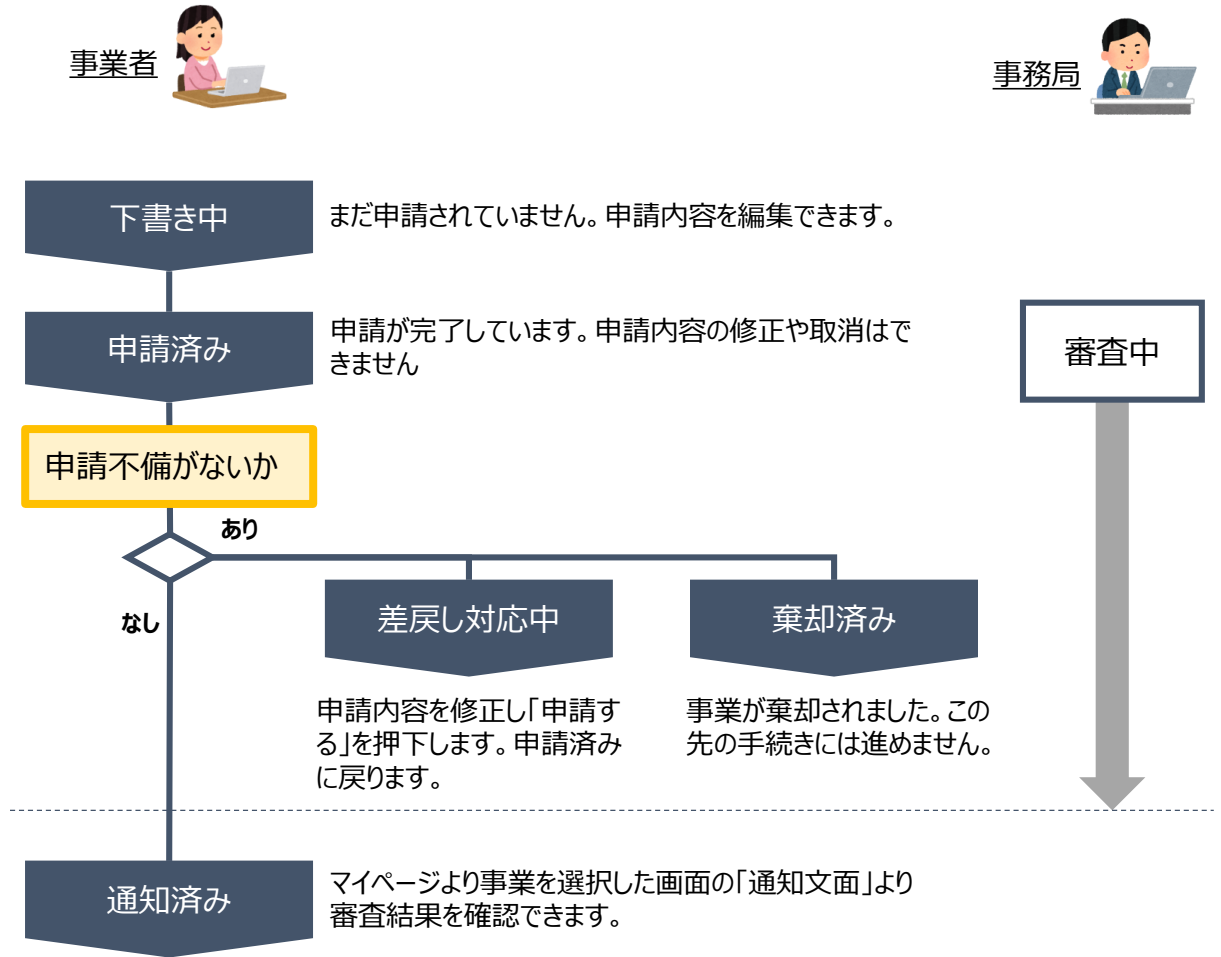 事業者
事務局
下書き中
まだ申請されていません。申請内容を編集できます。
申請済み
申請が完了しています。申請内容の修正や取消はで
きません
審査中
申請不備がないか
あり
なし
差戻し対応中
棄却済み
申請内容を修正し「申請す
る」を押下します。申請済み
に戻ります。
事業が棄却されました。この
先の手続きには進めません。
通知済み
マイページより事業を選択した画面の「通知文面」より
審査結果を確認できます。